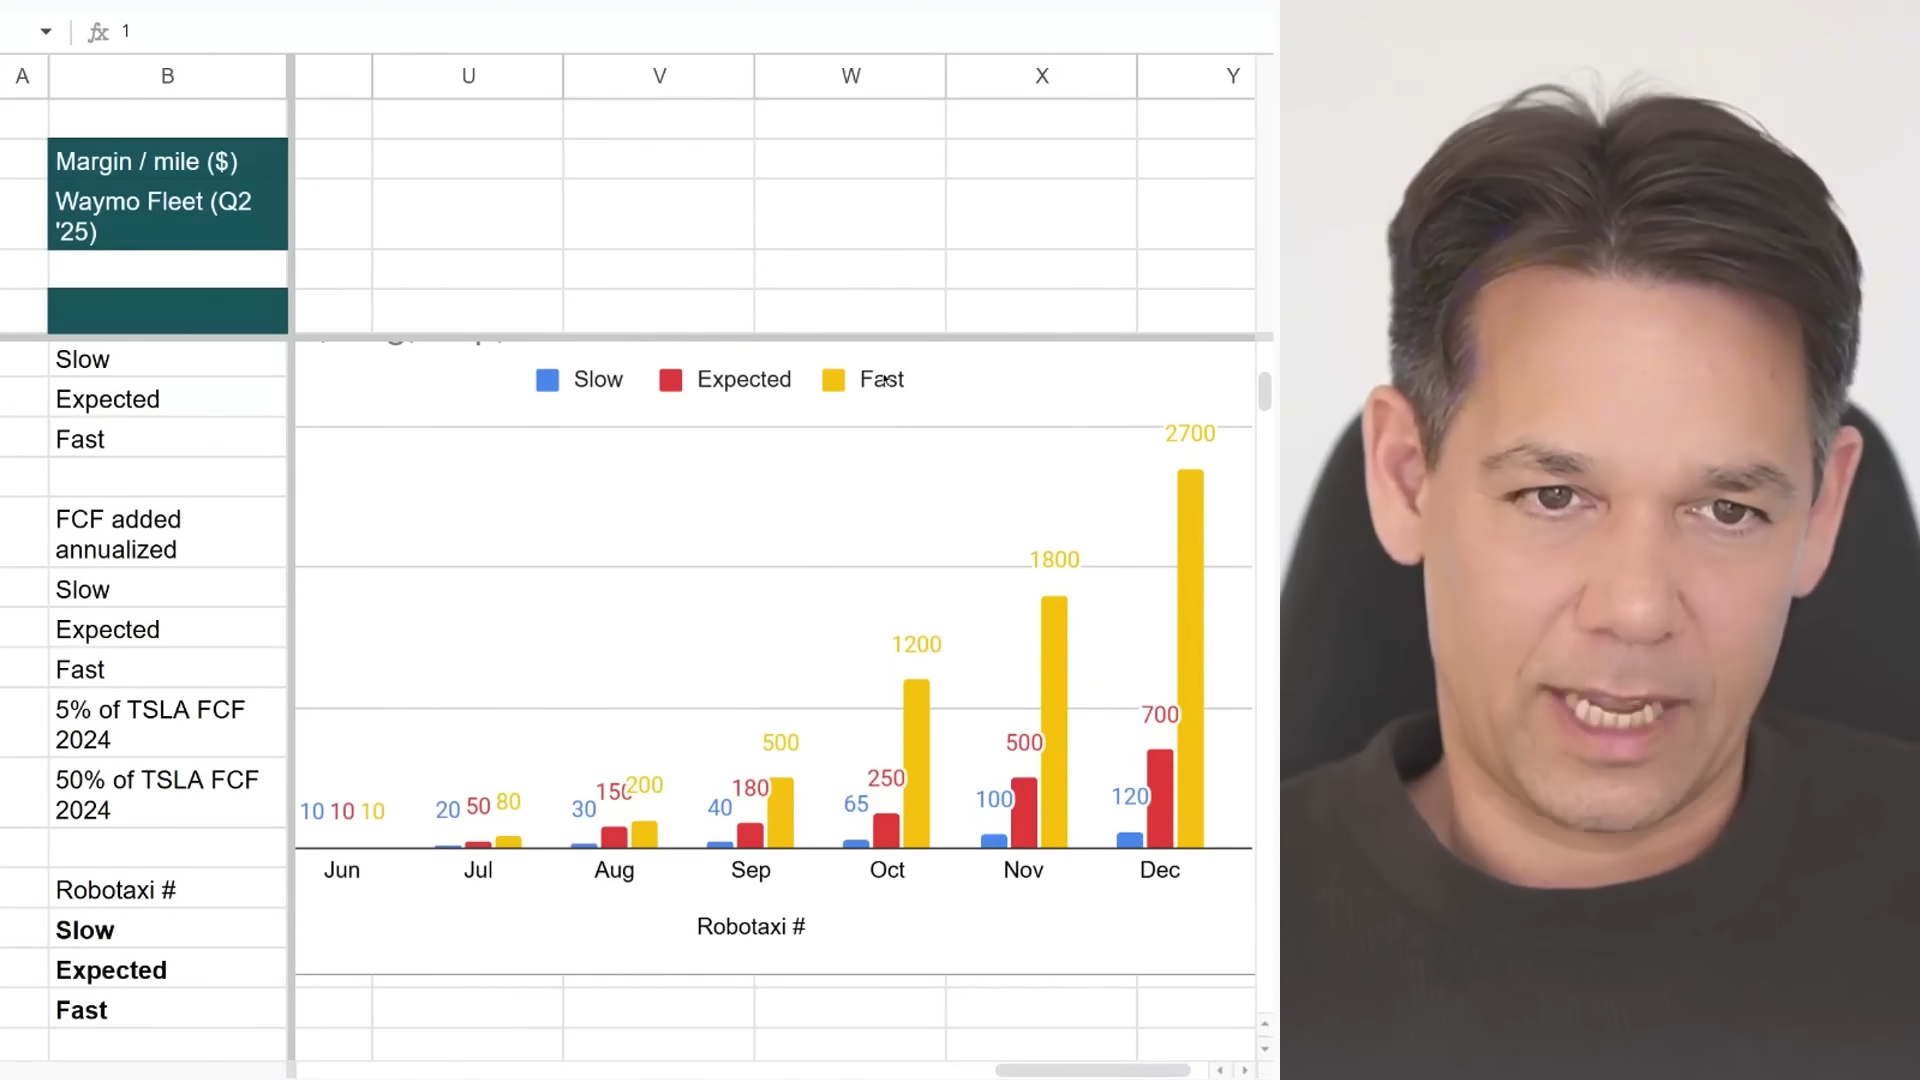 fx 1
A B U V W X Y
Margin / mile ($)
Waymo Fleet (Q2
'25)
Slow
Expected
Fast
FCF added
annualized
Slow
Expected
Fast
5% of TSLA FCF
2024
50% of TSLA FCF
2024
Robotaxi #
Slow
Expected
Fast
Slow Expected Fast
2700
1800
1200
700
500
500
120
100
250
65
180
40
200
150
30
20 50 80
10 10 10
Jun Jul Aug Sep Oct Nov Dec
Robotaxi #